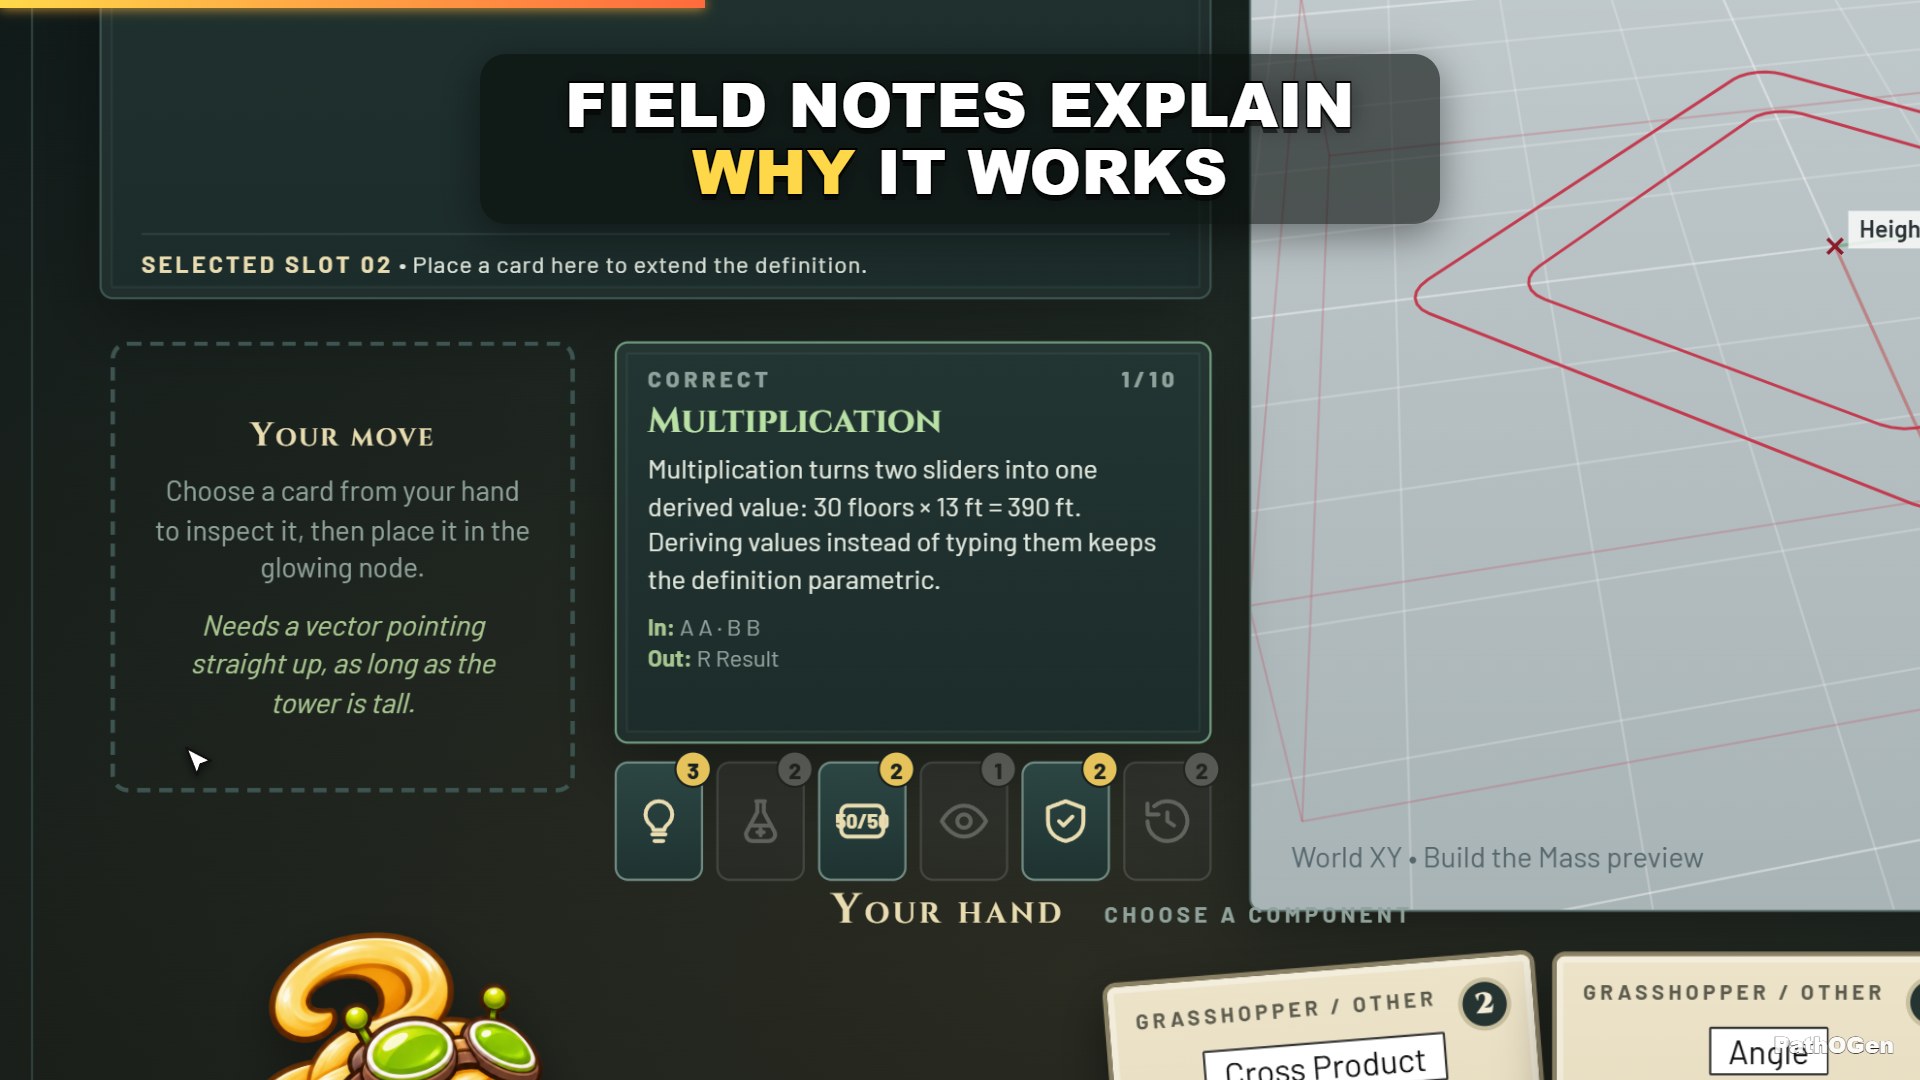 FIELD NOTES EXPLAIN
WHY IT WORKS
Heigh
SELECTED SLOT 02 • Place a card here to extend the definition.
YOUR MOVE
Choose a card from your hand
to inspect it, then place it in the
glowing node.
Needs a vector pointing
straight up, as long as the
tower is tall.
CORRECT 1/10
MULTIPLICATION
Multiplication turns two sliders into one
derived value: 30 floors × 13 ft = 390 ft.
Deriving values instead of typing them keeps
the definition parametric.
In: A A · B B
Out: R Result
3 2 2 1 2 2
50/50
World XY • Build the Mass preview
YOUR HAND CHOOSE A COMPONENT
GRASSHOPPER / OTHER 2
Cross Product
GRASSHOPPER / OTHER
Angle
PathOGen